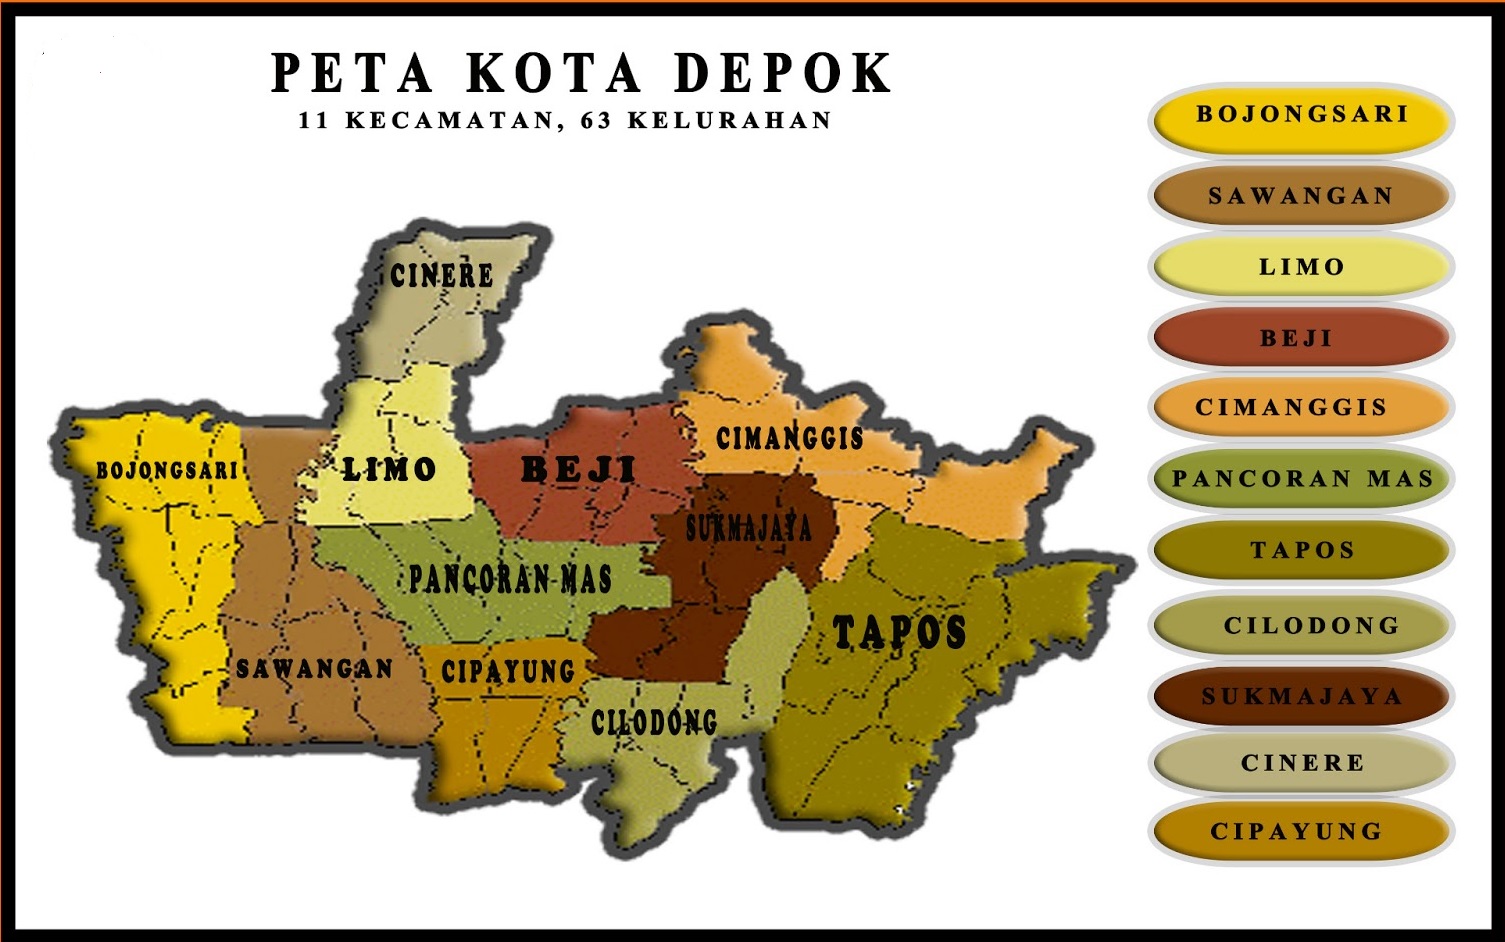 PETA KOTA DEPOK
11 KECAMATAN, 63 KELURAHAN
CINERE
CIMANGGIS
BOJONGSARI
LIMO
BEJI
SUKMAJAYA
PANCORAN MAS
TAPOS
SAWANGAN
CIPAYUNG
CILODONG
BOJONGSARI
SAWANGAN
LIMO
BEJI
CIMANGGIS
PANCORAN MAS
TAPOS
CILODONG
SUKMAJAYA
CINERE
CIPAYUNG